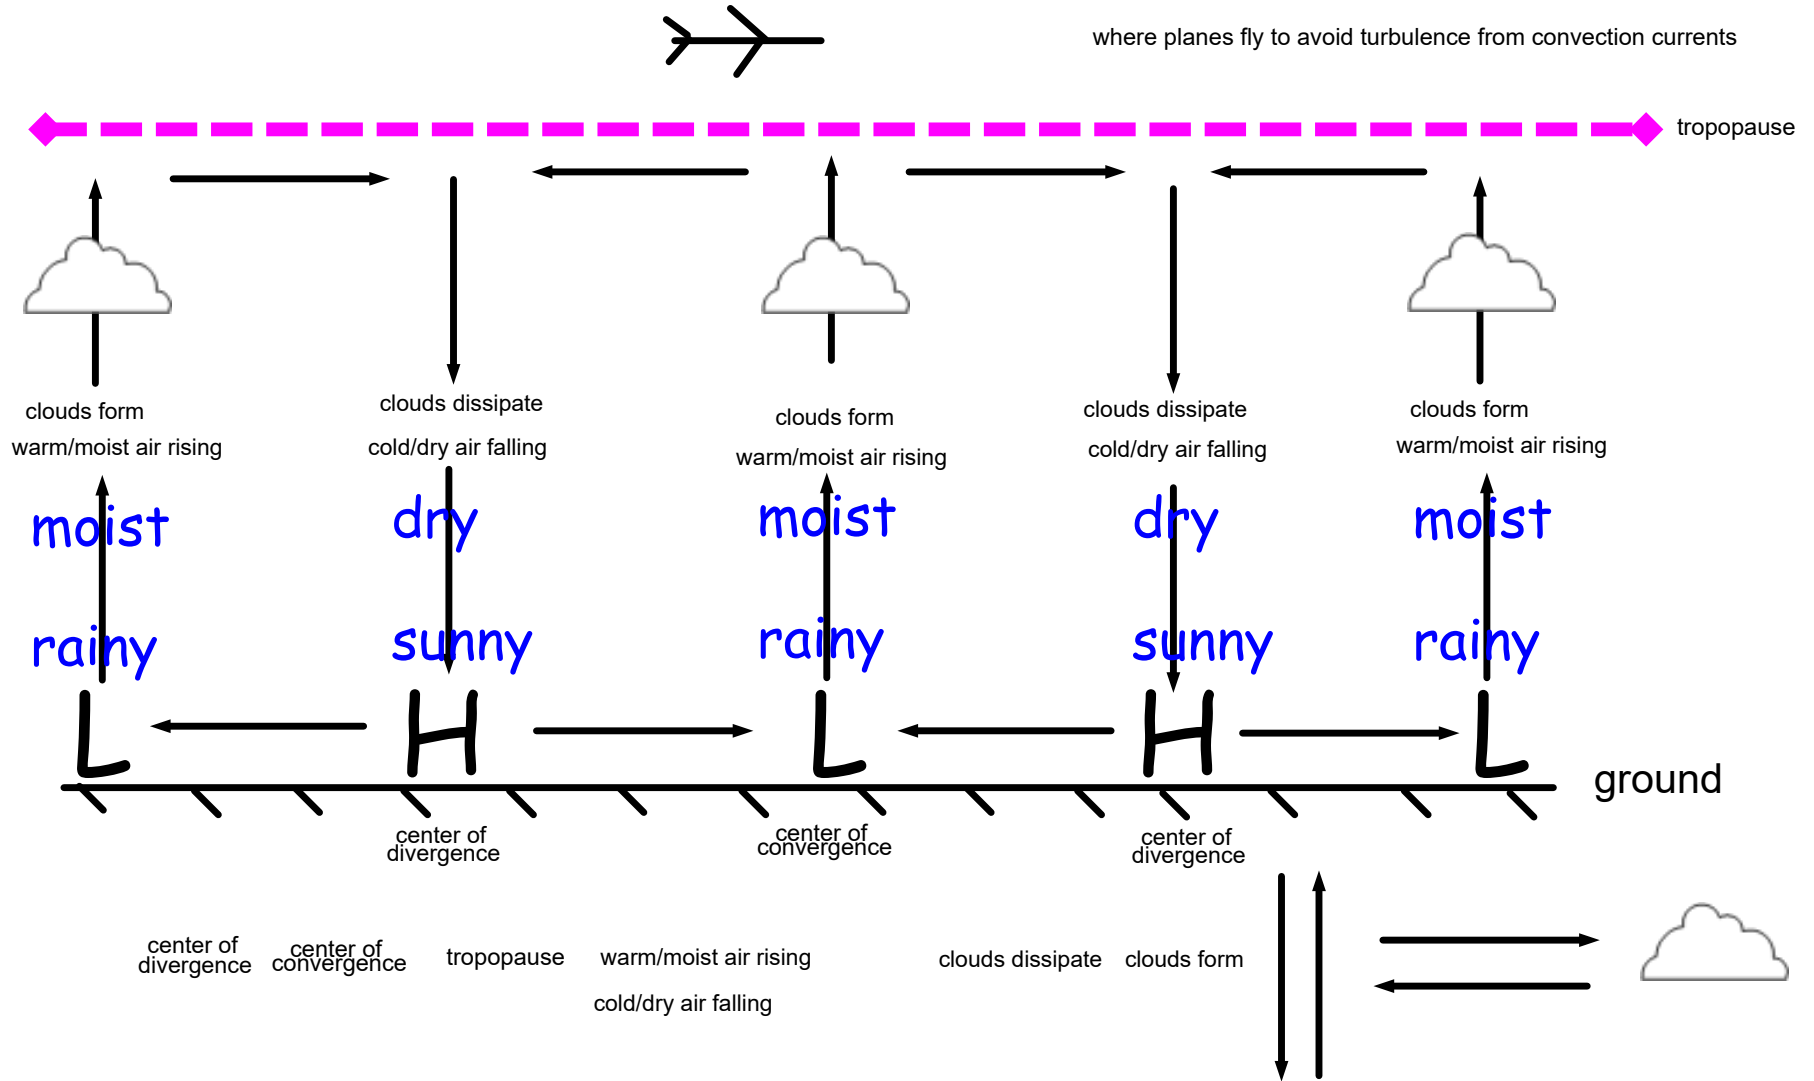 where planes fly to avoid turbulence from convection currents
tropopause
clouds form
warm/moist air rising
moist
rainy
L
clouds dissipate
cold/dry air falling
dry
sunny
H
clouds form
warm/moist air rising
moist
rainy
L
clouds dissipate
cold/dry air falling
dry
sunny
H
clouds form
warm/moist air rising
moist
rainy
L
ground
center of
divergence
center of
convergence
center of
divergence
center of
divergence
center of
convergence
tropopause
warm/moist air rising
cold/dry air falling
clouds dissipate
clouds form